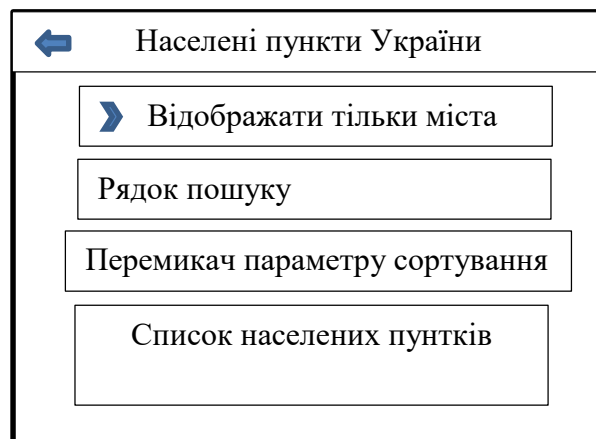 Населені пункти України
Відображати тільки міста
Рядок пошуку
Перемикач параметру сортування
Список населених пунтків